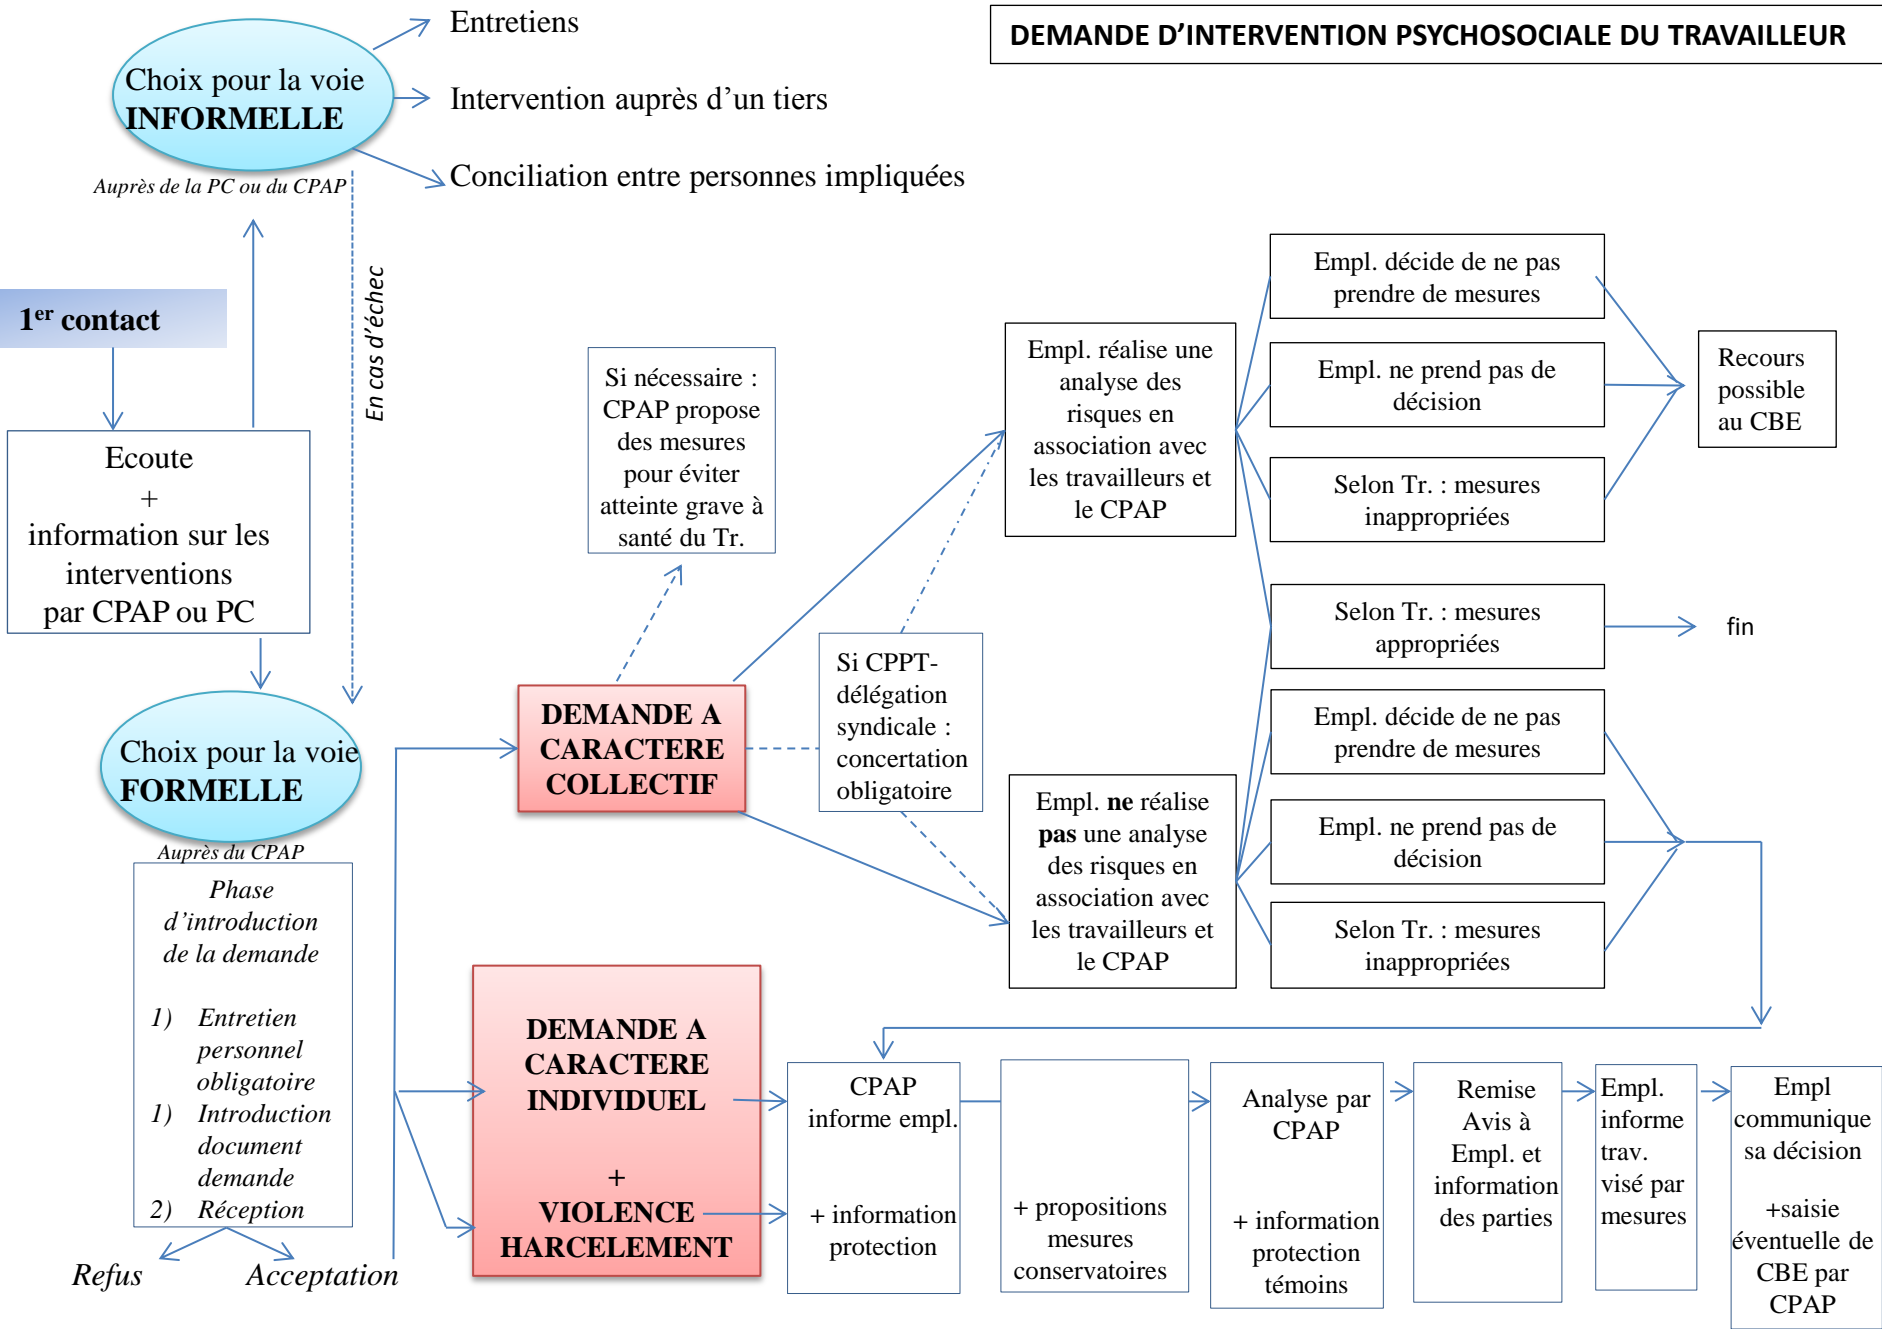 DEMANDE D’INTERVENTION PSYCHOSOCIALE DU TRAVAILLEUR
Choix pour la voie
INFORMELLE
Auprès de la PC ou du CPAP
Entretiens
Intervention auprès d’un tiers
Conciliation entre personnes impliquées
En cas d’échec
1er contact
Ecoute
+
information sur les
interventions
par CPAP ou PC
Choix pour la voie
FORMELLE
Auprès du CPAP
Phase
d’introduction
de la demande
1) Entretien
personnel
obligatoire
1) Introduction
document
demande
2) Réception
Refus
Acceptation
Si nécessaire :
CPAP propose
des mesures
pour éviter
atteinte grave à
santé du Tr.
DEMANDE A
CARACTERE
COLLECTIF
Si CPPT-
délégation
syndicale :
concertation
obligatoire
Empl. réalise une
analyse des
risques en
association avec
les travailleurs et
le CPAP
Empl. ne réalise
pas une analyse
des risques en
association avec
les travailleurs et
le CPAP
Empl. décide de ne pas
prendre de mesures
Empl. ne prend pas de
décision
Selon Tr. : mesures
inappropriées
Recours
possible
au CBE
Selon Tr. : mesures
appropriées
fin
Empl. décide de ne pas
prendre de mesures
Empl. ne prend pas de
décision
Selon Tr. : mesures
inappropriées
DEMANDE A
CARACTERE
INDIVIDUEL
+
VIOLENCE
HARCELEMENT
CPAP
informe empl.
+ information
protection
+ propositions
mesures
conservatoires
Analyse par
CPAP
+ information
protection
témoins
Remise
Avis à
Empl. et
information
des parties
Empl.
informe
trav.
visé par
mesures
Empl
communique
sa décision
+saisie
éventuelle de
CBE par
CPAP